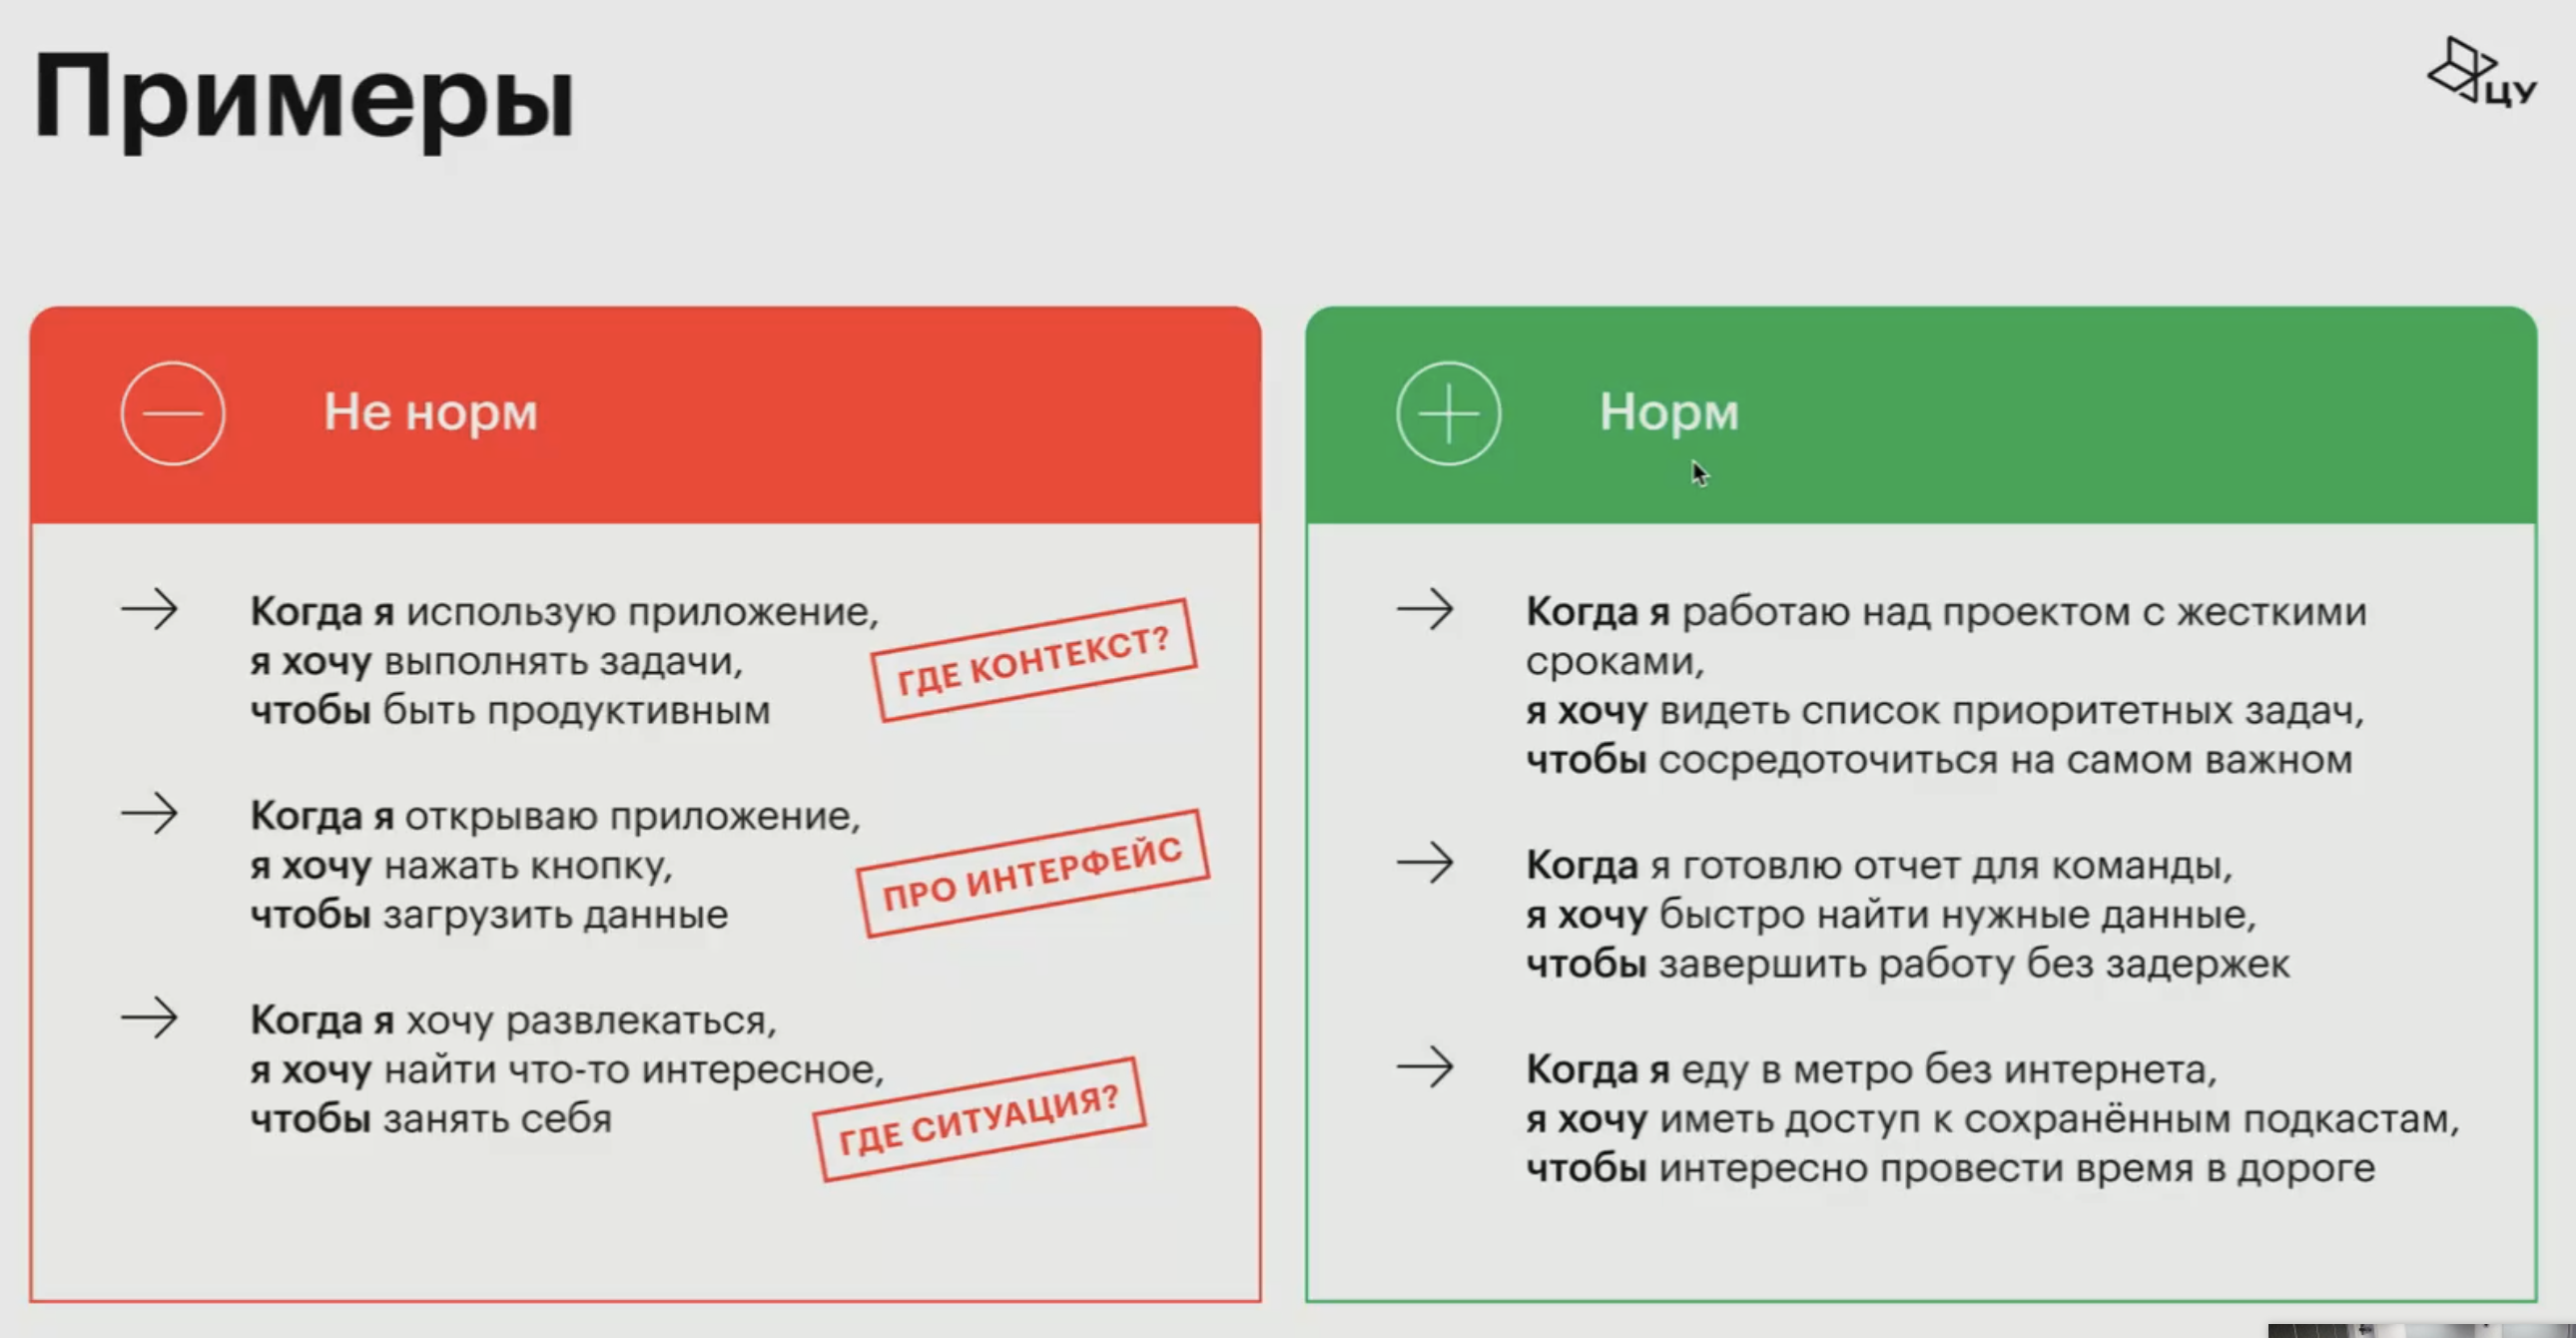 Примеры
ЦУ
Не норм
Когда я использую приложение,
я хочу выполнять задачи,
чтобы быть продуктивным
ГДЕ КОНТЕКСТ?
Когда я открываю приложение,
я хочу нажать кнопку,
чтобы загрузить данные
ПРО ИНТЕРФЕЙС
Когда я хочу развлекаться,
я хочу найти что-то интересное,
чтобы занять себя
ГДЕ СИТУАЦИЯ?
Норм
Когда я работаю над проектом с жесткими
сроками,
я хочу видеть список приоритетных задач,
чтобы сосредоточиться на самом важном
Когда я готовлю отчет для команды,
я хочу быстро найти нужные данные,
чтобы завершить работу без задержек
Когда я еду в метро без интернета,
я хочу иметь доступ к сохранённым подкастам,
чтобы интересно провести время в дороге